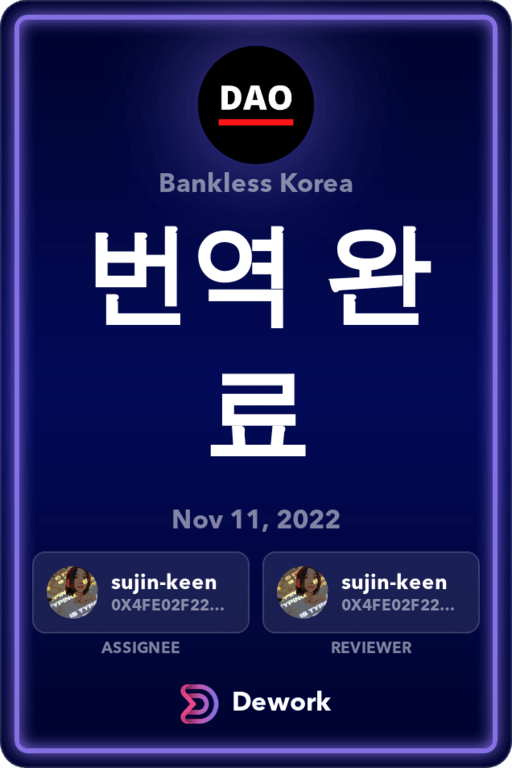 DAO
Bankless Korea
번역 완
료
Nov 11, 2022
sujin-keen
0X4FE02F22...
ASSIGNEE
sujin-keen
0X4FE02F22...
REVIEWER
Dework